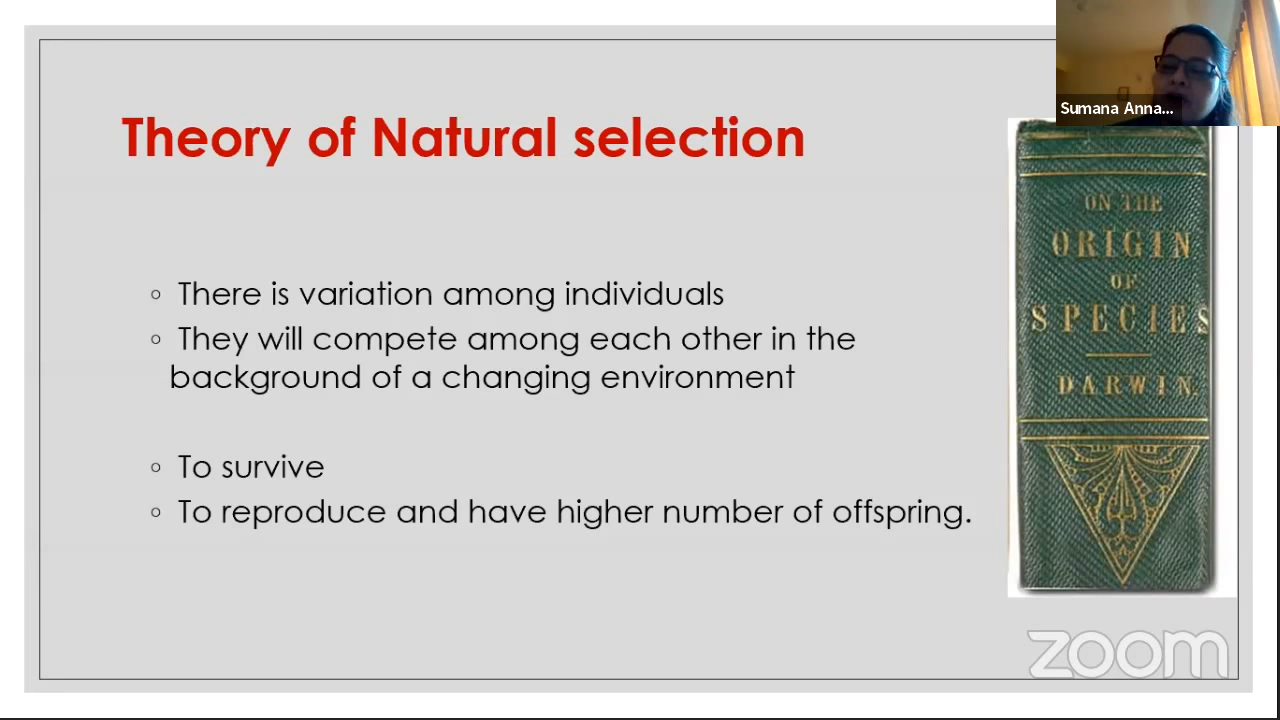 Sumana Anna...
Theory of Natural selection
◦ There is variation among individuals
◦ They will compete among each other in the
background of a changing environment
◦ To survive
◦ To reproduce and have higher number of offspring.
ON THE
ORIGIN
OF
SPECIES
DARWIN.
zoom